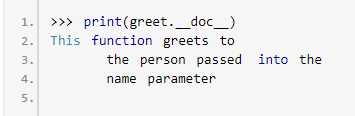 1. >>> print(greet.__doc__)
2. This function greets to
3. the person passed into the
4. name parameter
5.